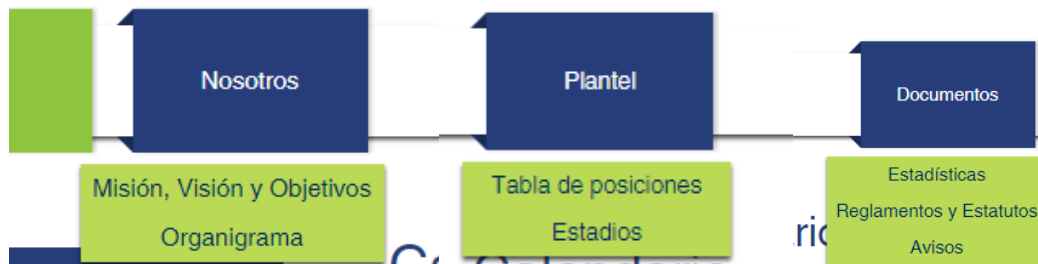 Nosotros
Misión, Visión y Objetivos
Organigrama
Plantel
Tabla de posiciones
Estadios
Documentos
Estadísticas
Reglamentos y Estatutos
Avisos